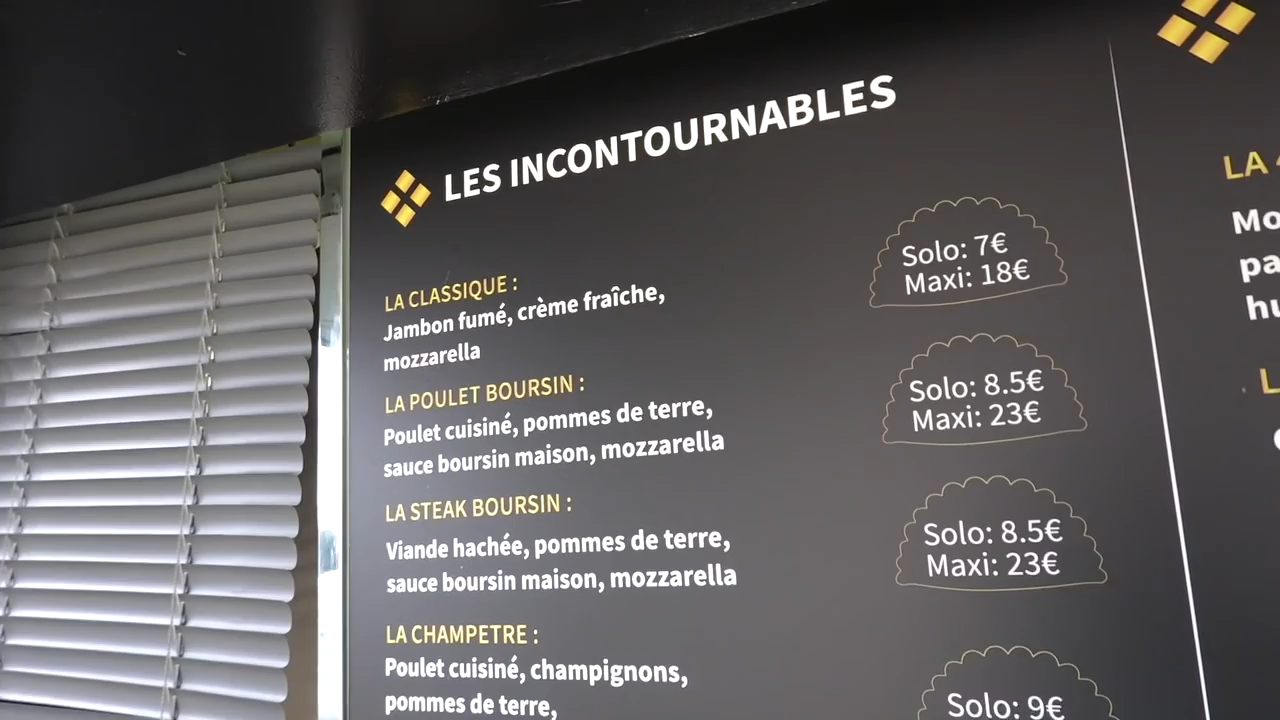 LES INCONTOURNABLES
LA CLASSIQUE :
Jambon fumé, crème fraîche,
mozzarella
Solo: 7€
Maxi: 18€
LA POULET BOURSIN :
Poulet cuisiné, pommes de terre,
sauce boursin maison, mozzarella
Solo: 8.5€
Maxi: 23€
LA STEAK BOURSIN :
Viande hachée, pommes de terre,
sauce boursin maison, mozzarella
Solo: 8.5€
Maxi: 23€
LA CHAMPETRE :
Poulet cuisiné, champignons,
pommes de terre,
Solo: 9€
LA